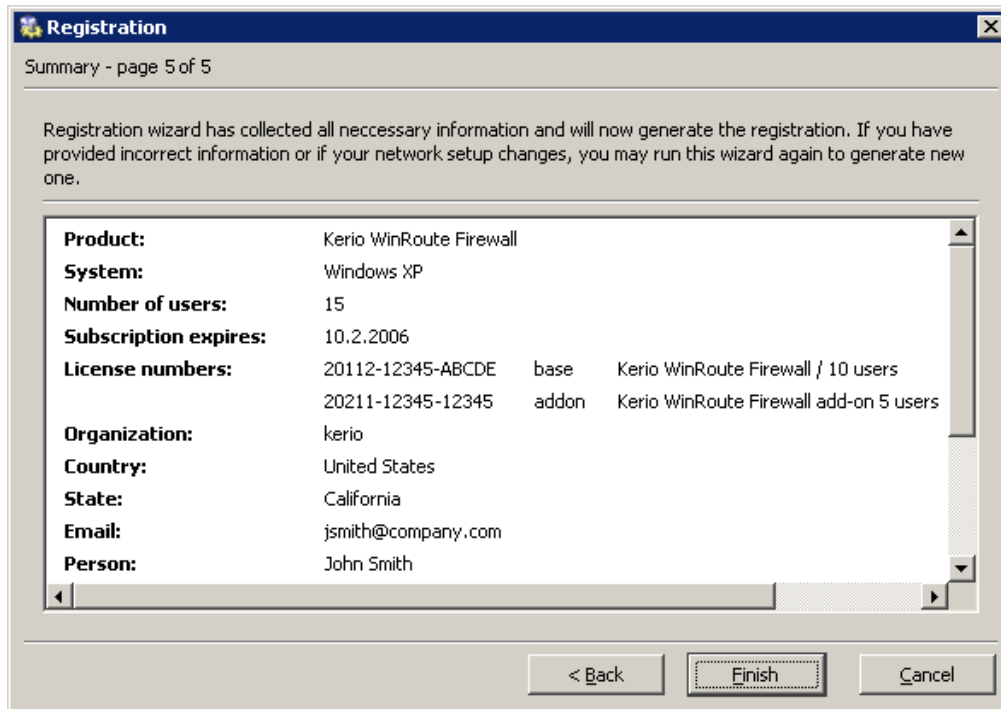 Registration
Summary - page 5 of 5
Registration wizard has collected all neccessary information and will now generate the registration. If you have
provided incorrect information or if your network setup changes, you may run this wizard again to generate new
one.
Product: Kerio WinRoute Firewall
System: Windows XP
Number of users: 15
Subscription expires: 10.2.2006
License numbers: 20112-12345-ABCDE base Kerio WinRoute Firewall / 10 users
20211-12345-12345 addon Kerio WinRoute Firewall add-on 5 users
Organization: kerio
Country: United States
State: California
Email: jsmith@company.com
Person: John Smith
< Back Finish Cancel